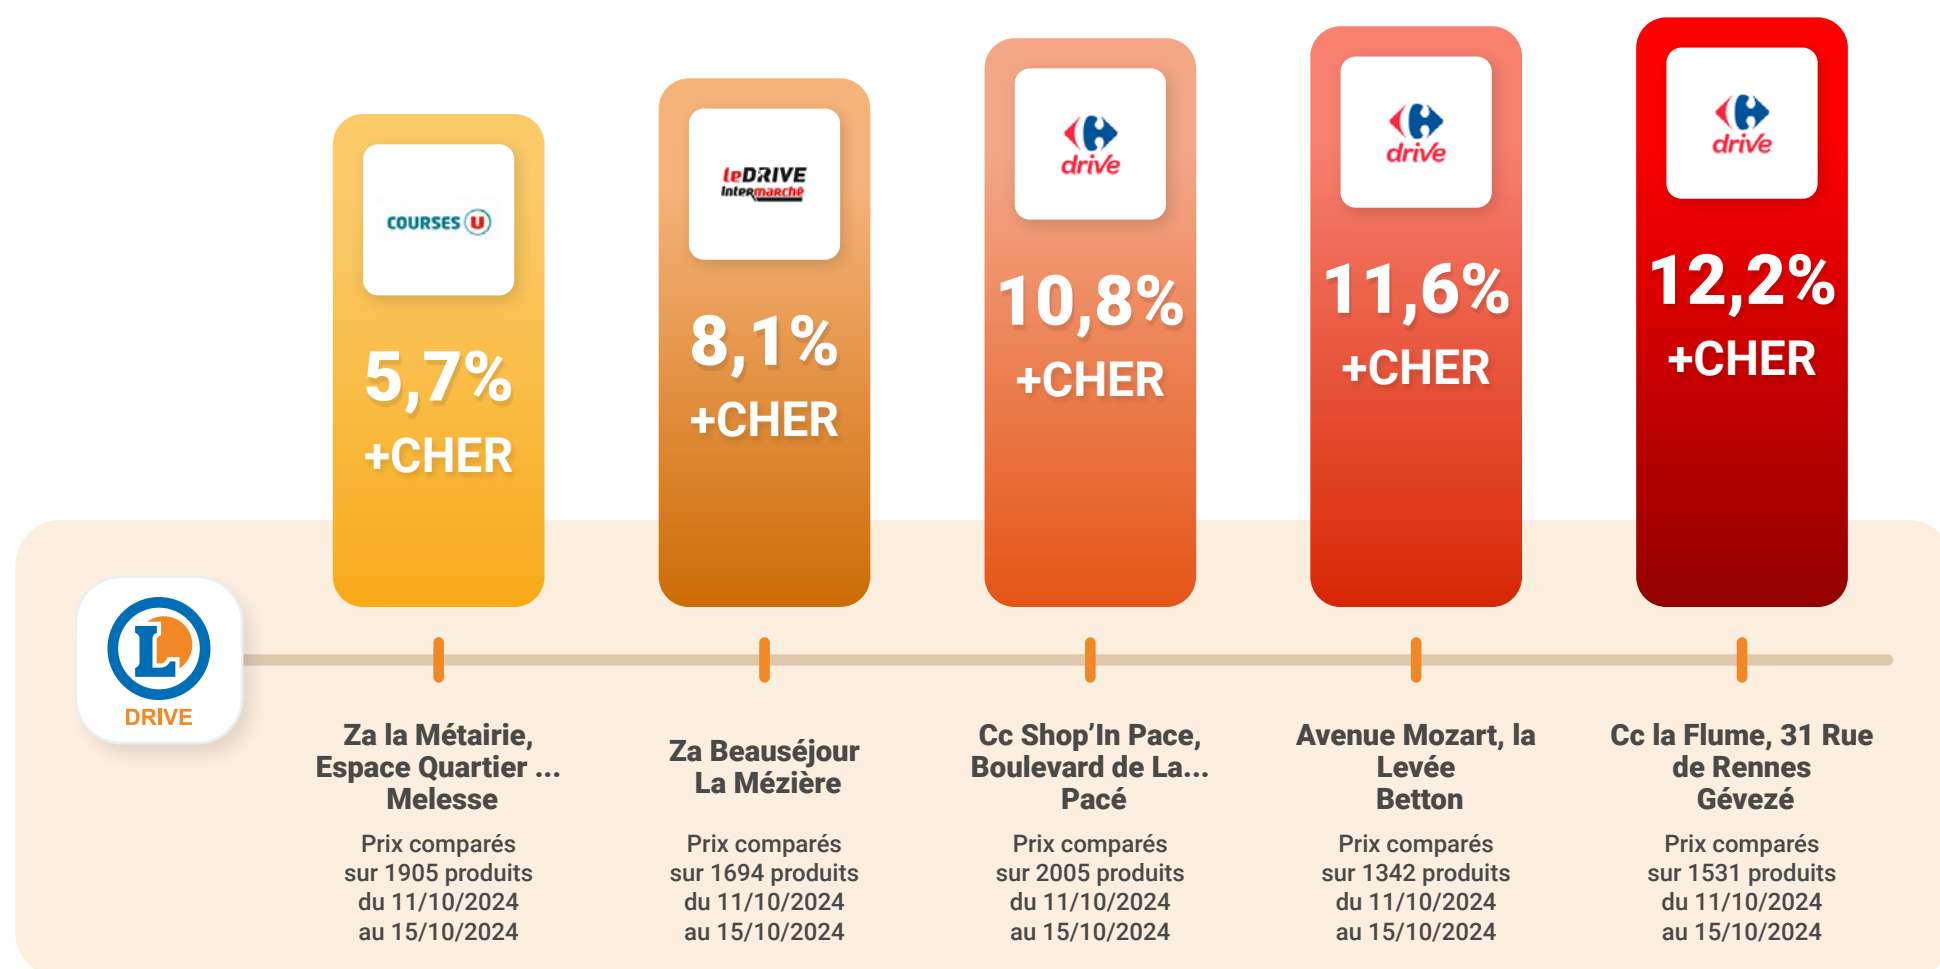 COURSES U
5,7%
+CHER
leDRIVE
Intermarché
8,1%
+CHER
drive
10,8%
+CHER
drive
11,6%
+CHER
drive
12,2%
+CHER
L
DRIVE
Za la Métairie,
Espace Quartier ...
Melesse
Prix comparés
sur 1905 produits
du 11/10/2024
au 15/10/2024
Za Beauséjour
La Mézière
Prix comparés
sur 1694 produits
du 11/10/2024
au 15/10/2024
Cc Shop'In Pace,
Boulevard de La...
Pacé
Prix comparés
sur 2005 produits
du 11/10/2024
au 15/10/2024
Avenue Mozart, la
Levée
Betton
Prix comparés
sur 1342 produits
du 11/10/2024
au 15/10/2024
Cc la Flume, 31 Rue
de Rennes
Gévezé
Prix comparés
sur 1531 produits
du 11/10/2024
au 15/10/2024